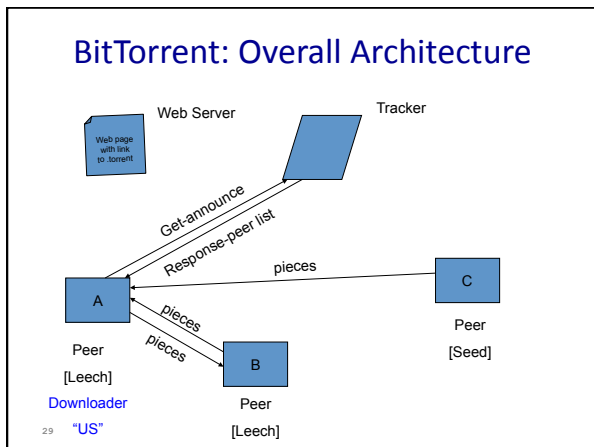 BitTorrent: Overall Architecture
Web Server
Tracker
Web page
with link
to .torrent
Get-announce
Response-peer list
pieces
A
C
pieces
pieces
B
Peer
[Leech]
Downloader
"US"
Peer
[Leech]
Peer
[Seed]
29